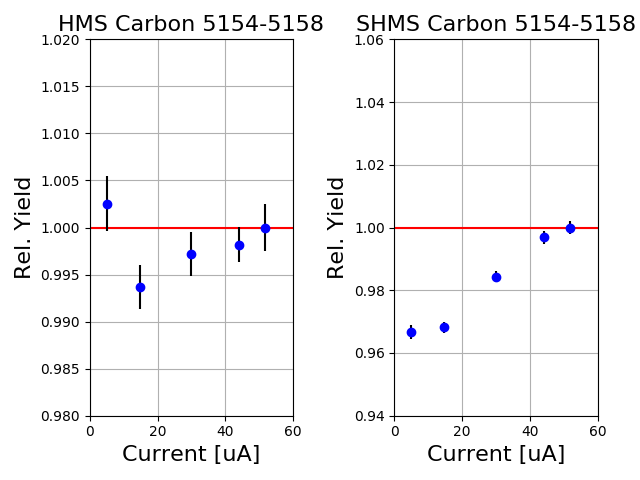 HMS Carbon 5154-5158
1.020
1.015
1.010
1.005
1.000
0.995
0.990
0.985
0.980
Rel. Yield
0 20 40 60
Current [uA]
SHMS Carbon 5154-5158
1.06
1.04
1.02
1.00
0.98
0.96
0.94
Rel. Yield
0 20 40 60
Current [uA]